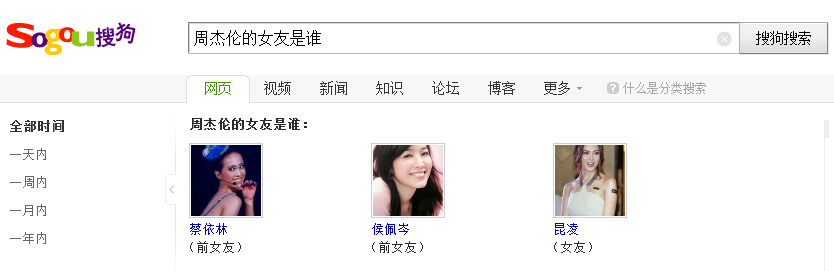 Sogou搜狗
周杰伦的女友是谁
搜狗搜索
网页 视频 新闻 知识 论坛 博客 更多 什么是分类搜索
全部时间
一天内
一周内
一月内
一年内
周杰伦的女友是谁：
蔡依林 侯佩岑 昆凌
（前女友） （前女友） （女友）